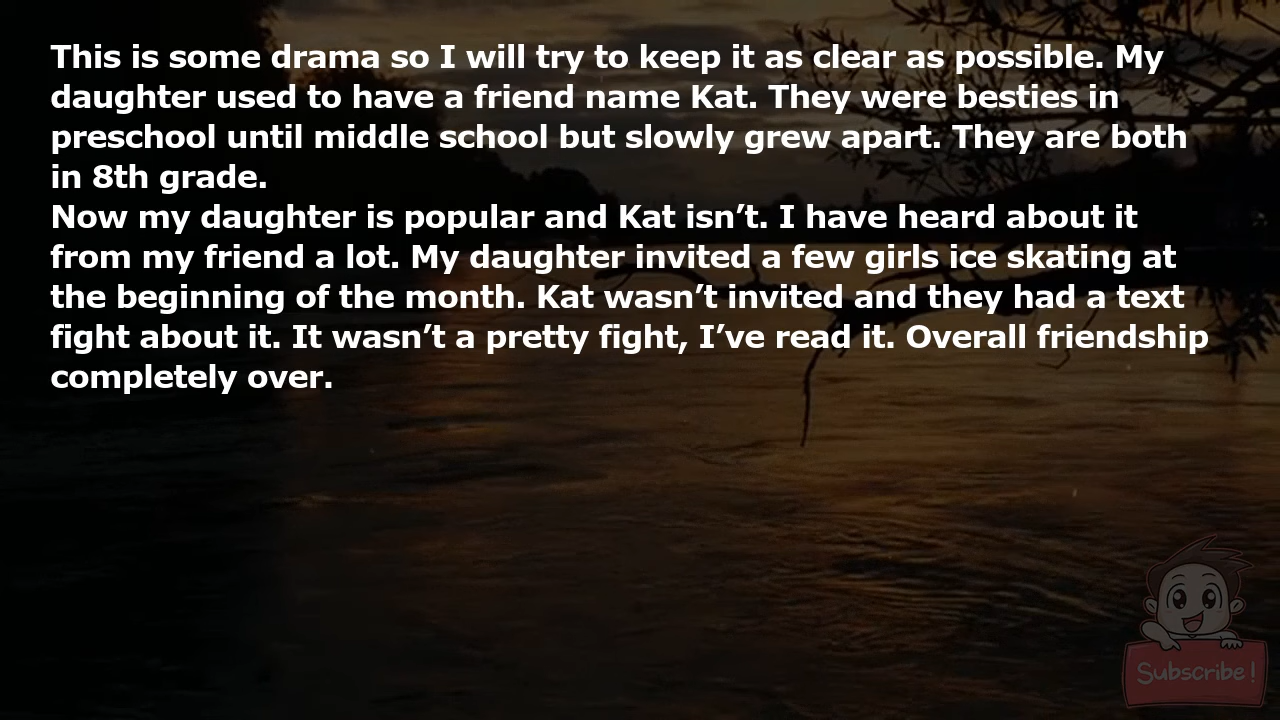 This is some drama so I will try to keep it as clear as possible. My
daughter used to have a friend name Kat. They were besties in
preschool until middle school but slowly grew apart. They are both
in 8th grade.
Now my daughter is popular and Kat isn’t. I have heard about it
from my friend a lot. My daughter invited a few girls ice skating at
the beginning of the month. Kat wasn’t invited and they had a text
fight about it. It wasn’t a pretty fight, I’ve read it. Overall friendship
completely over.
Subscribe!